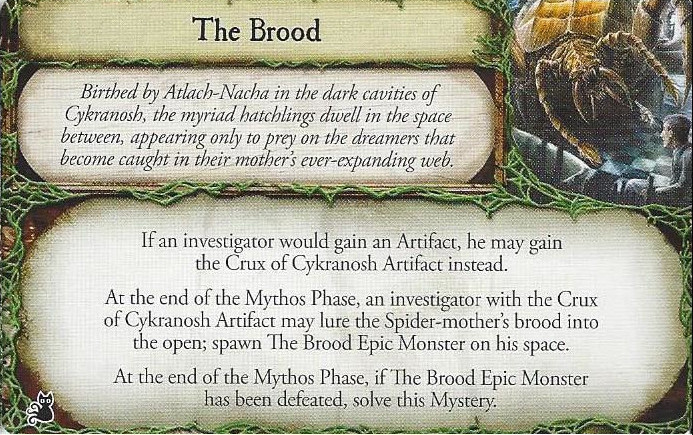 The Brood
Birthed by Atlach-Nacha in the dark cavities of
Cykranosh, the myriad hatchlings dwell in the space
between, appearing only to prey on the dreamers that
become caught in their mother's ever-expanding web.
If an investigator would gain an Artifact, he may gain
the Crux of Cykranosh Artifact instead.
At the end of the Mythos Phase, an investigator with the Crux
of Cykranosh Artifact may lure the Spider-mother's brood into
the open; spawn The Brood Epic Monster on his space.
At the end of the Mythos Phase, if The Brood Epic Monster
has been defeated, solve this Mystery.